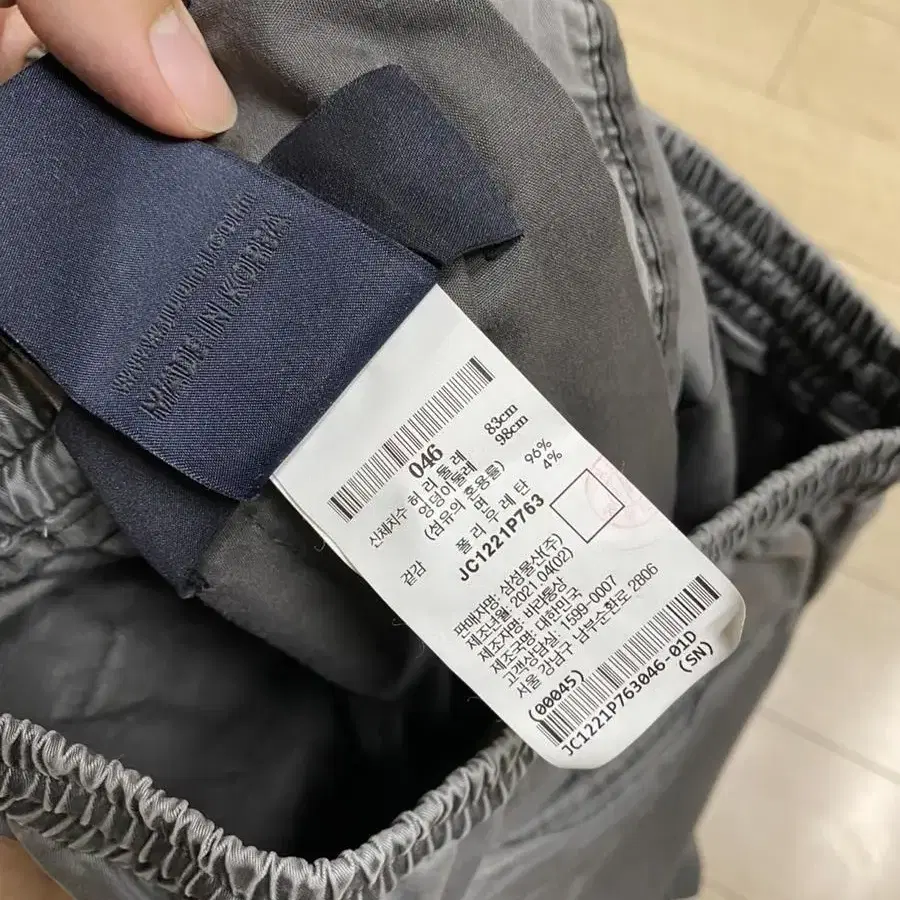 MADE IN KOREA
046
신체치수 허리둘레 83cm
엉덩이둘레 98cm
(섬유의 혼용률)
겉감 면 96%
폴리우레탄 4%
JC1221P763
판매자명: 삼성물산(주)
제조년월: 2021.04(02)
제조자명: 바리통상
제조국명: 대한민국
고객상담실: 1599-0007
서울 강남구 남부순환로 2806
(00045)
JC1221P763046-01D
(SN)